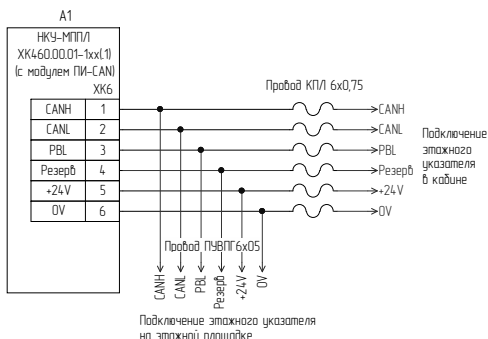 A1
НКУ-МППЛ
ХК460.00.01-1хх(.1)
(с модулем ПИ-CAN)
ХК6
CANH 1
CANL 2
PBL 3
Резерв 4
+24V 5
0V 6
Провод КПЛ 6х0,75
CANH
CANL
PBL
Резерв
+24V
0V
Подключение
этажного
указателя
в кабине
Провод ПУВПГ6х05
CANH
CANL
PBL
Резерв
+24V
0V
Подключение этажного указателя
на этажной площадке